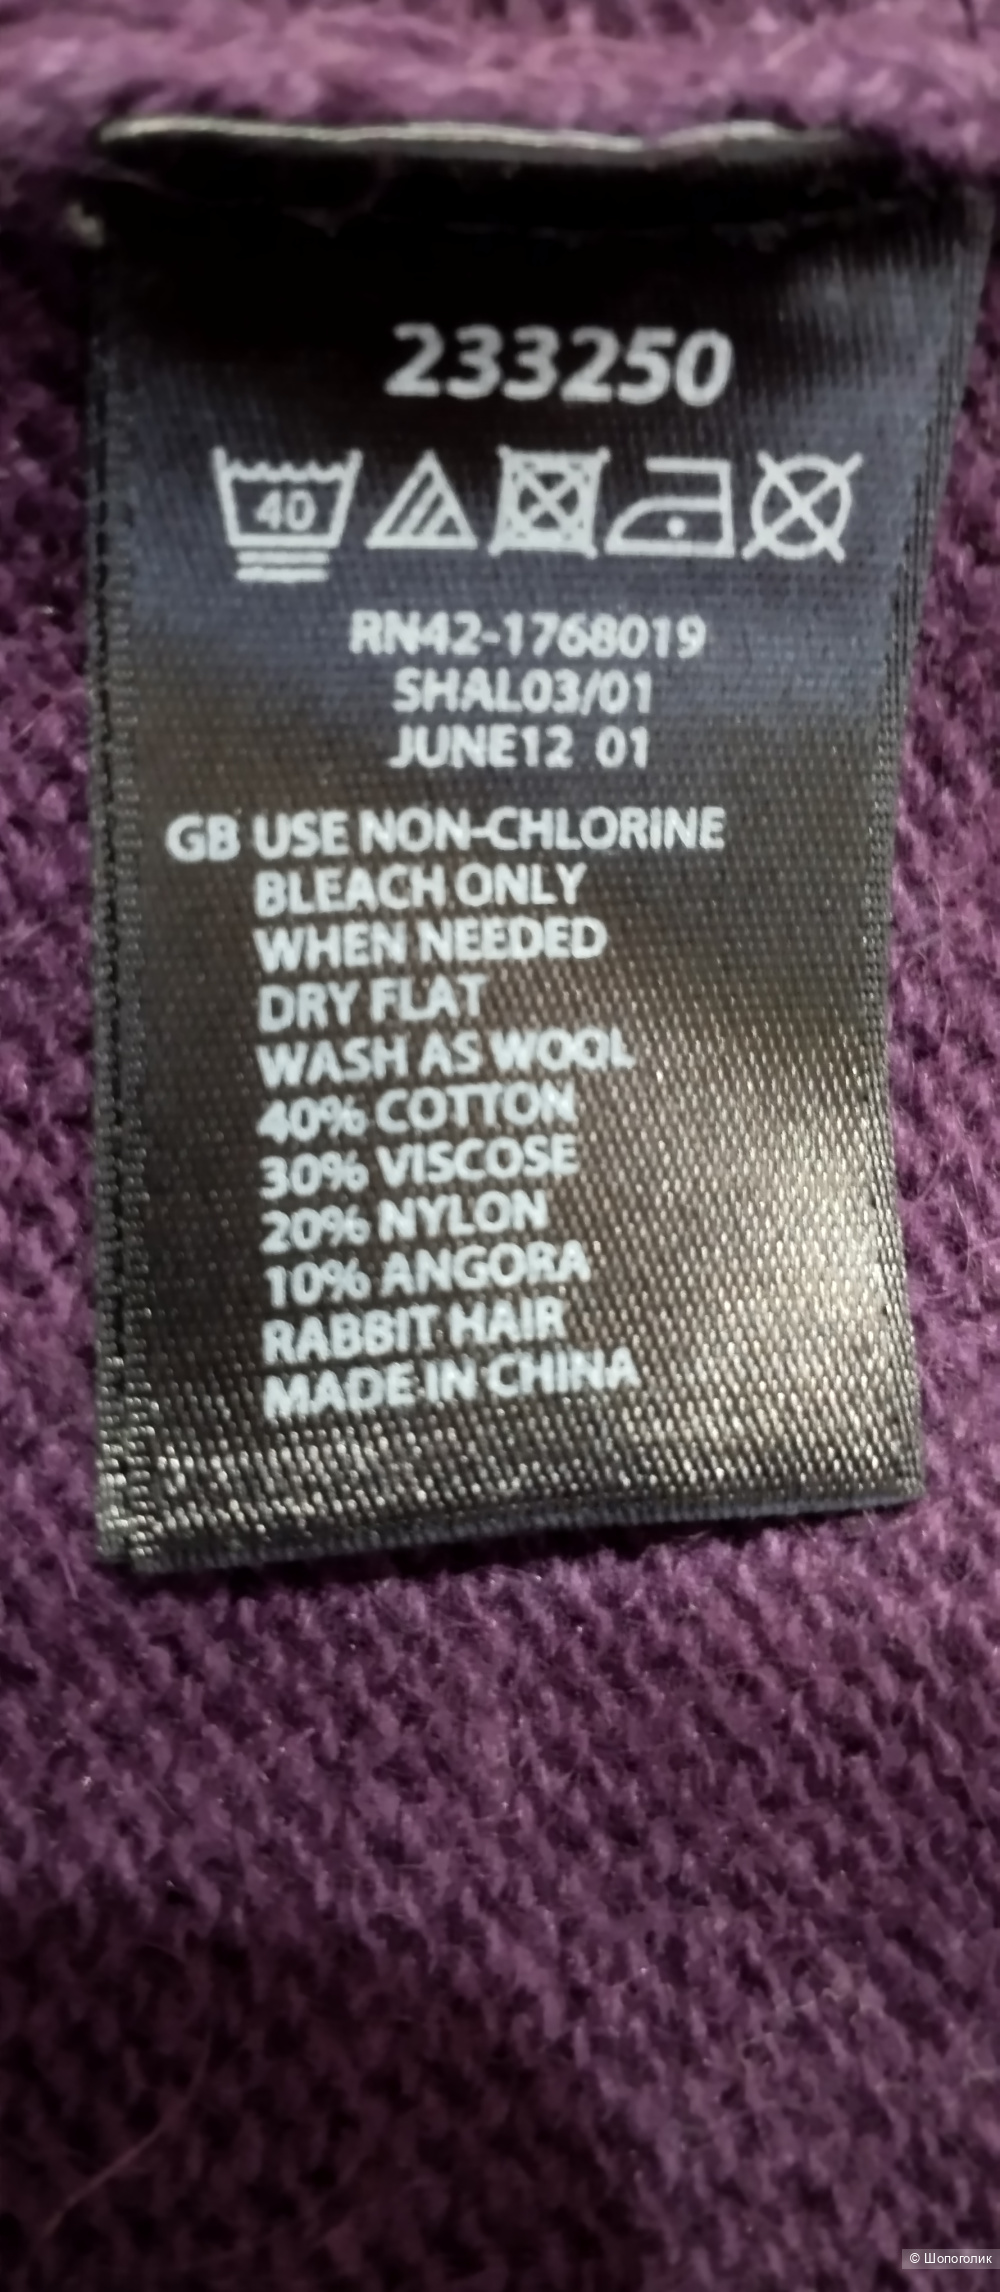 233250
40
RN42-1768019
SHAL03/01
JUNE12 01
GB USE NON-CHLORINE
BLEACH ONLY
WHEN NEEDED
DRY FLAT
WASH AS WOOL
40% COTTON
30% VISCOSE
20% NYLON
10% ANGORA
RABBIT HAIR
MADE IN CHINA
© Шопоголик